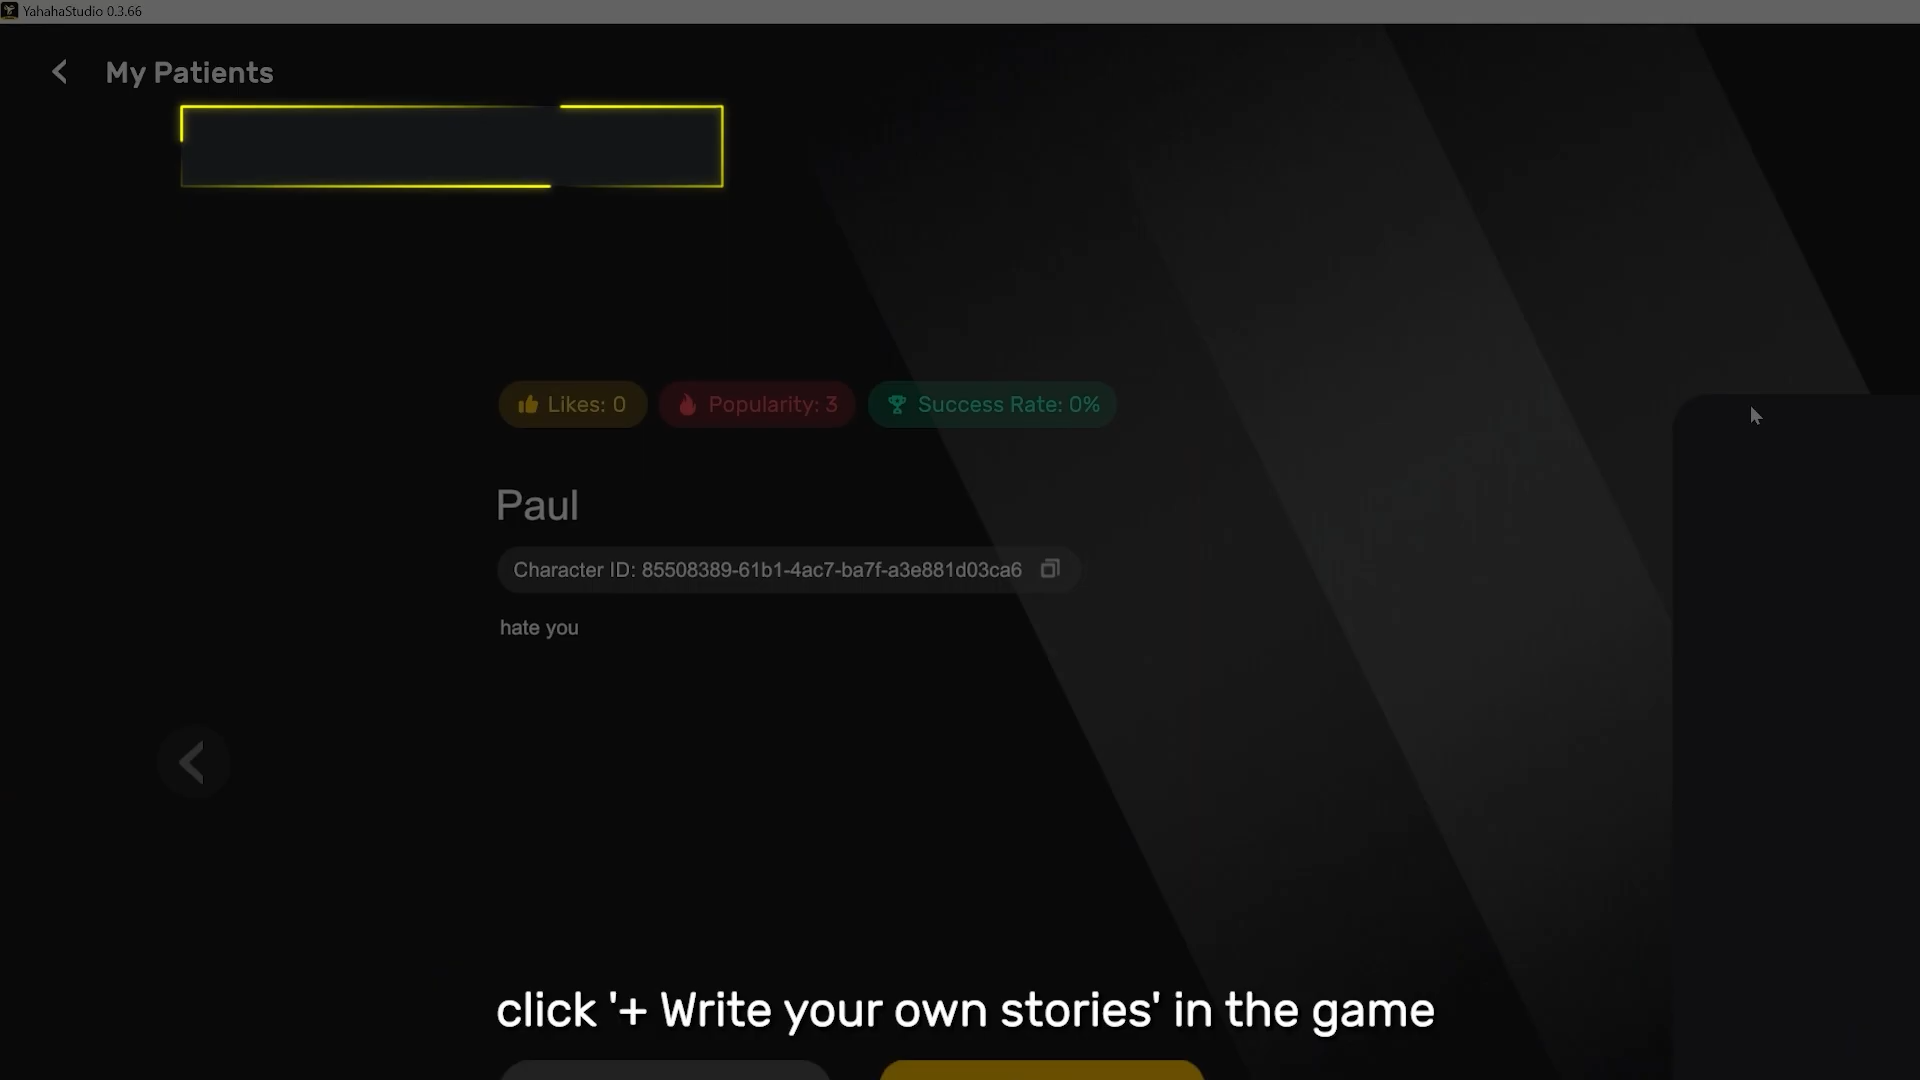 YahahaStudio 0.3.66
My Patients
Likes: 0
Popularity: 3
Success Rate: 0%
Paul
Character ID: 85508389-61b1-4ac7-ba7f-a3e881d03ca6
hate you
click '+ Write your own stories' in the game